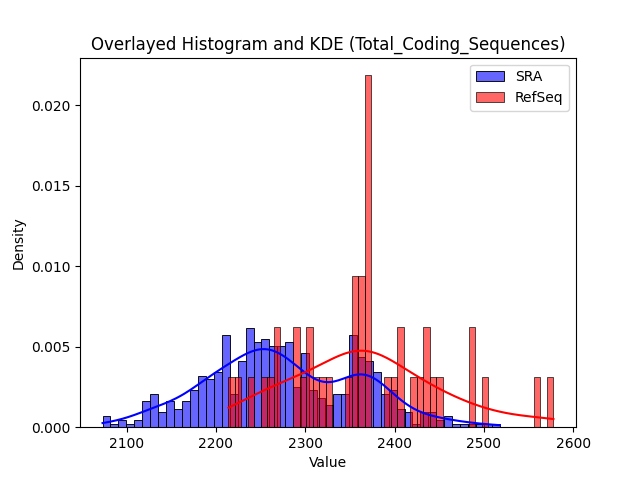 Overlayed Histogram and KDE (Total_Coding_Sequences)
SRA
RefSeq
0.020
0.015
0.010
0.005
0.000
Density
2100 2200 2300 2400 2500 2600
Value